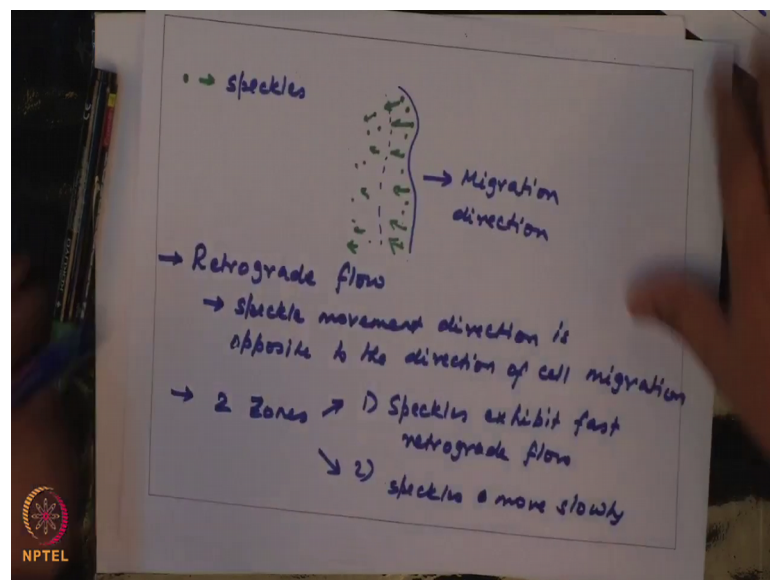 • → speckles
→ Migration
direction
→ Retrograde flow
→ speckle movement direction is
opposite to the direction of cell migration
→ 2 Zones ↗ 1) Speckles exhibit fast
retrograde flow
↘ 2) speckles move slowly
NPTEL